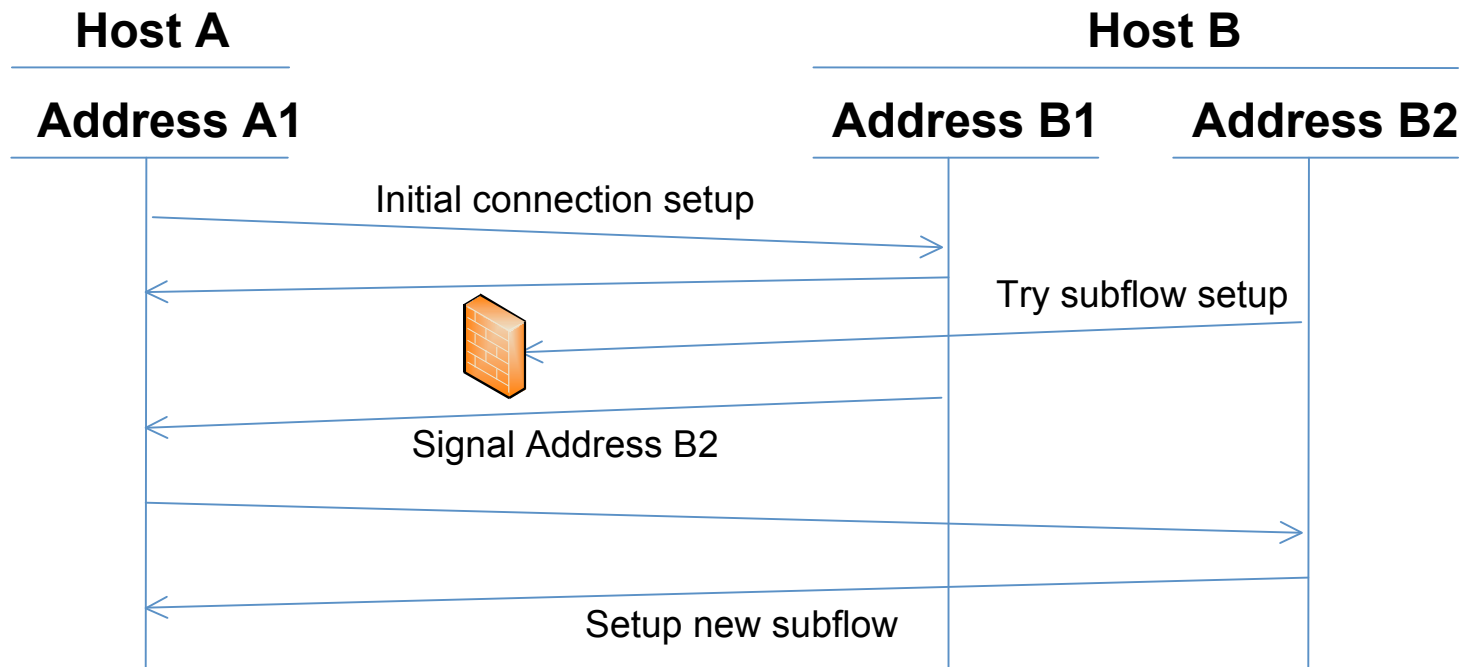 Host A
Host B
Address A1
Address B1
Address B2
Initial connection setup
Try subflow setup
Signal Address B2
Setup new subflow